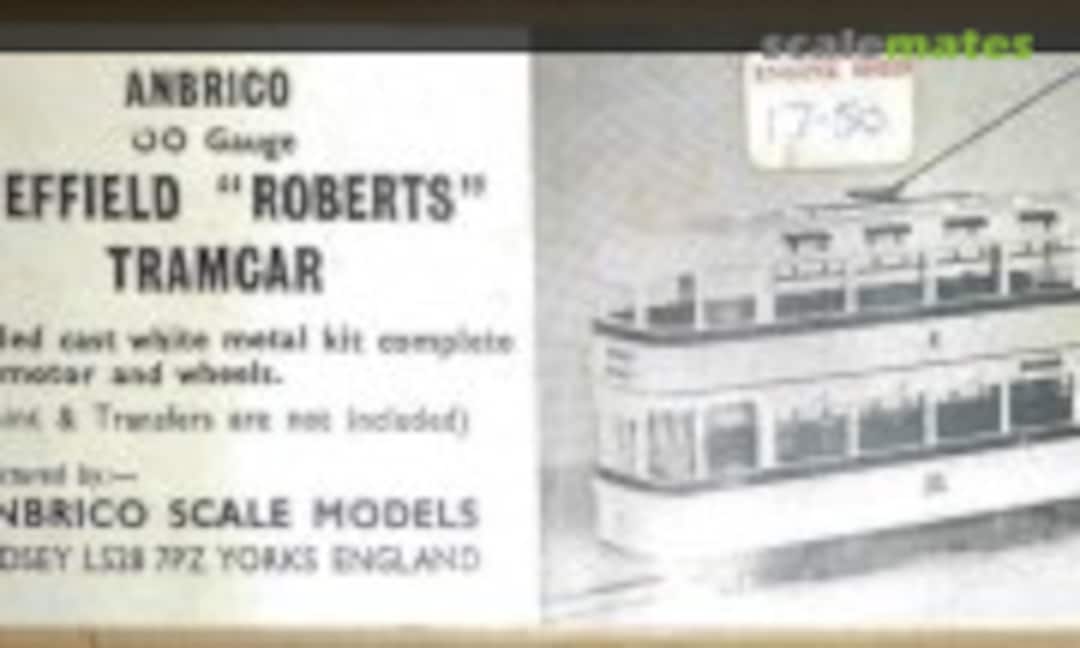 scalemates
ANBRICO
OO Gauge
EFFIELD "ROBERTS"
TRAMCAR
led cast white metal kit complete
motor and wheels.
int & Transfers are not included)
ctured by:—
NBRICO SCALE MODELS
DSEY LS28 7PZ YORKS ENGLAND
17-50